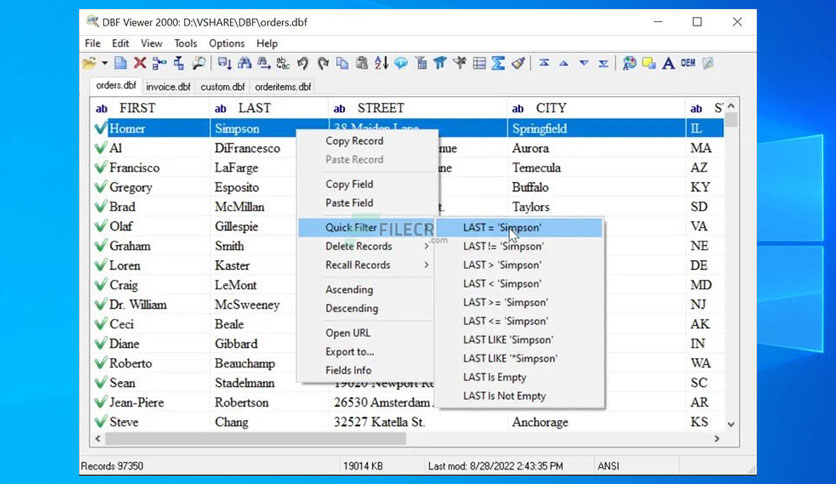 DBF Viewer 2000: D:\VSHARE\DBF\orders.dbf
File Edit View Tools Options Help
OEM
orders.dbf invoice.dbf custom.dbf orderitems.dbf
ab FIRST ab LAST ab STREET ab CITY ab
Homer Simpson 38 Maiden Lane Springfield IL
Al DiFrancesco Aurora MA
Francisco LaFarge Temecula AZ
Gregory Esposito Buffalo KY
Brad McMillan Taylors SD
Olaf Gillespie VA
Graham Smith NE
Loren Kaster DE
Craig LeMont MD
Dr. William McSweeney NJ
Ceci Beale AK
Diane Gibbard IN
Roberto Beauchamp WA
Sean Stadelmann 19620 Newport SC
Jean-Piere Robertson 26530 Amsterdam AR
Steve Chang 32527 Katella St. Anchorage KS
Copy Record
Paste Record
Copy Field
Paste Field
Quick Filter
Delete Records
Recall Records
Ascending
Descending
Open URL
Export to...
Fields Info
FILECR
.com
LAST = 'Simpson'
LAST != 'Simpson'
LAST > 'Simpson'
LAST < 'Simpson'
LAST >= 'Simpson'
LAST <= 'Simpson'
LAST LIKE 'Simpson'
LAST LIKE '*Simpson'
LAST Is Empty
LAST Is Not Empty
Records 97350 19014 KB Last mod: 8/28/2022 2:43:35 PM ANSI